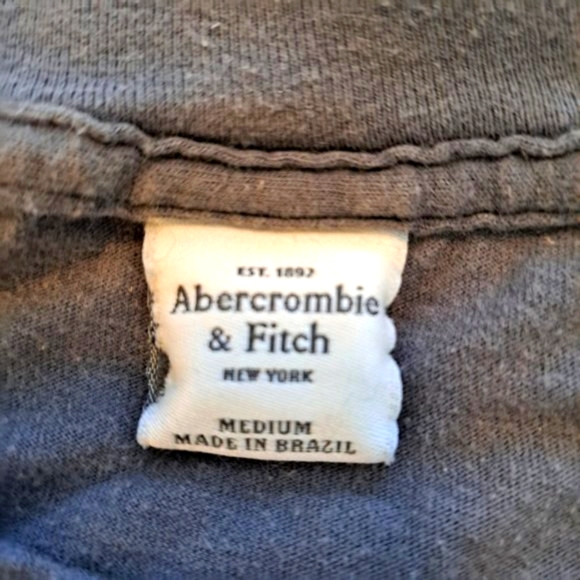 EST. 1892
Abercrombie
& Fitch
NEW YORK
MEDIUM
MADE IN BRAZIL